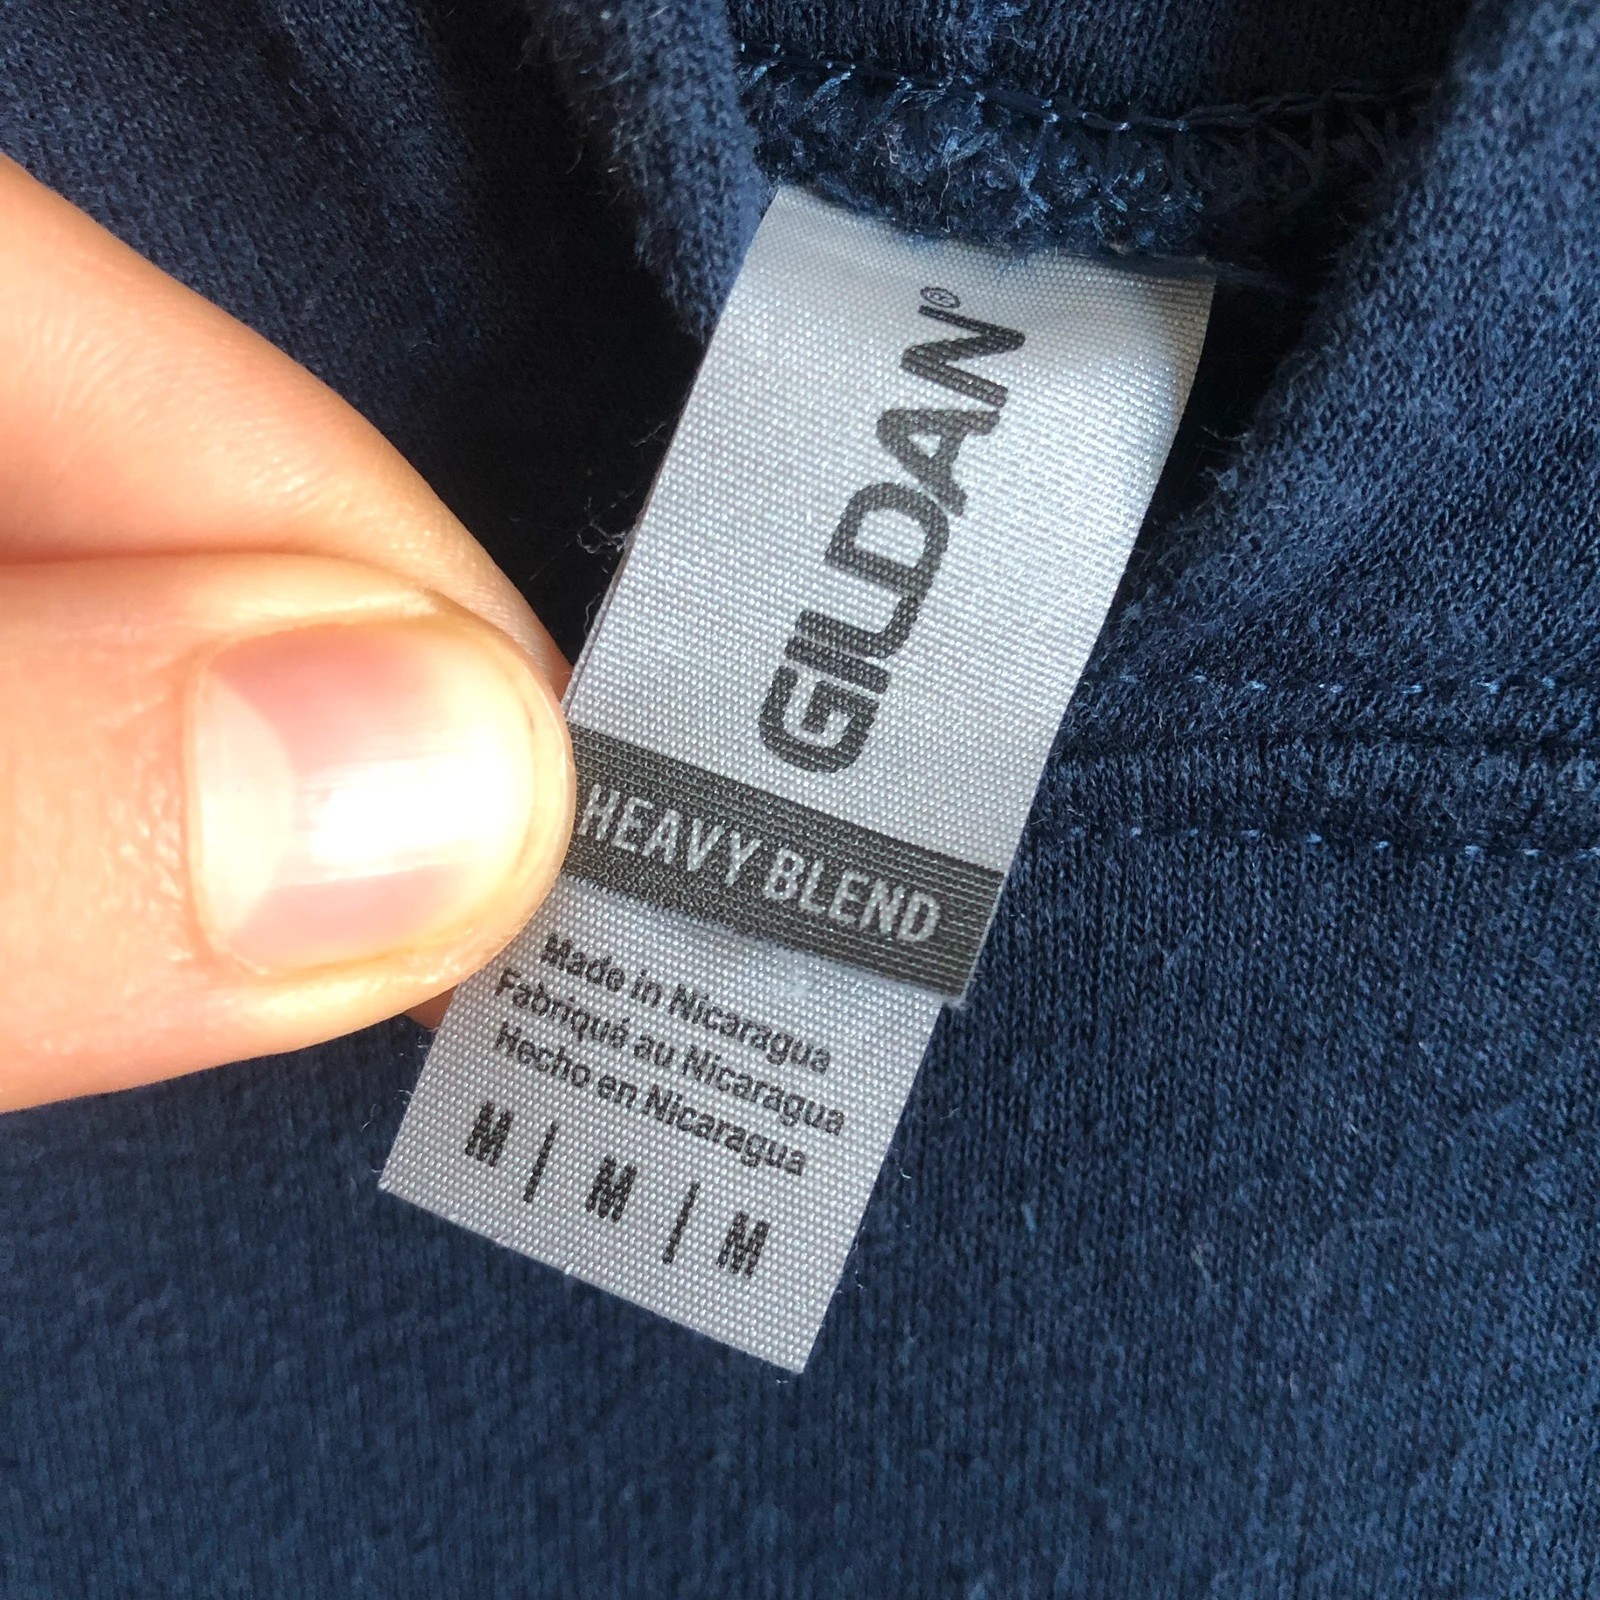 GILDAN®
HEAVY BLEND
Made in Nicaragua
Fabriqué au Nicaragua
Hecho en Nicaragua
M | M | M